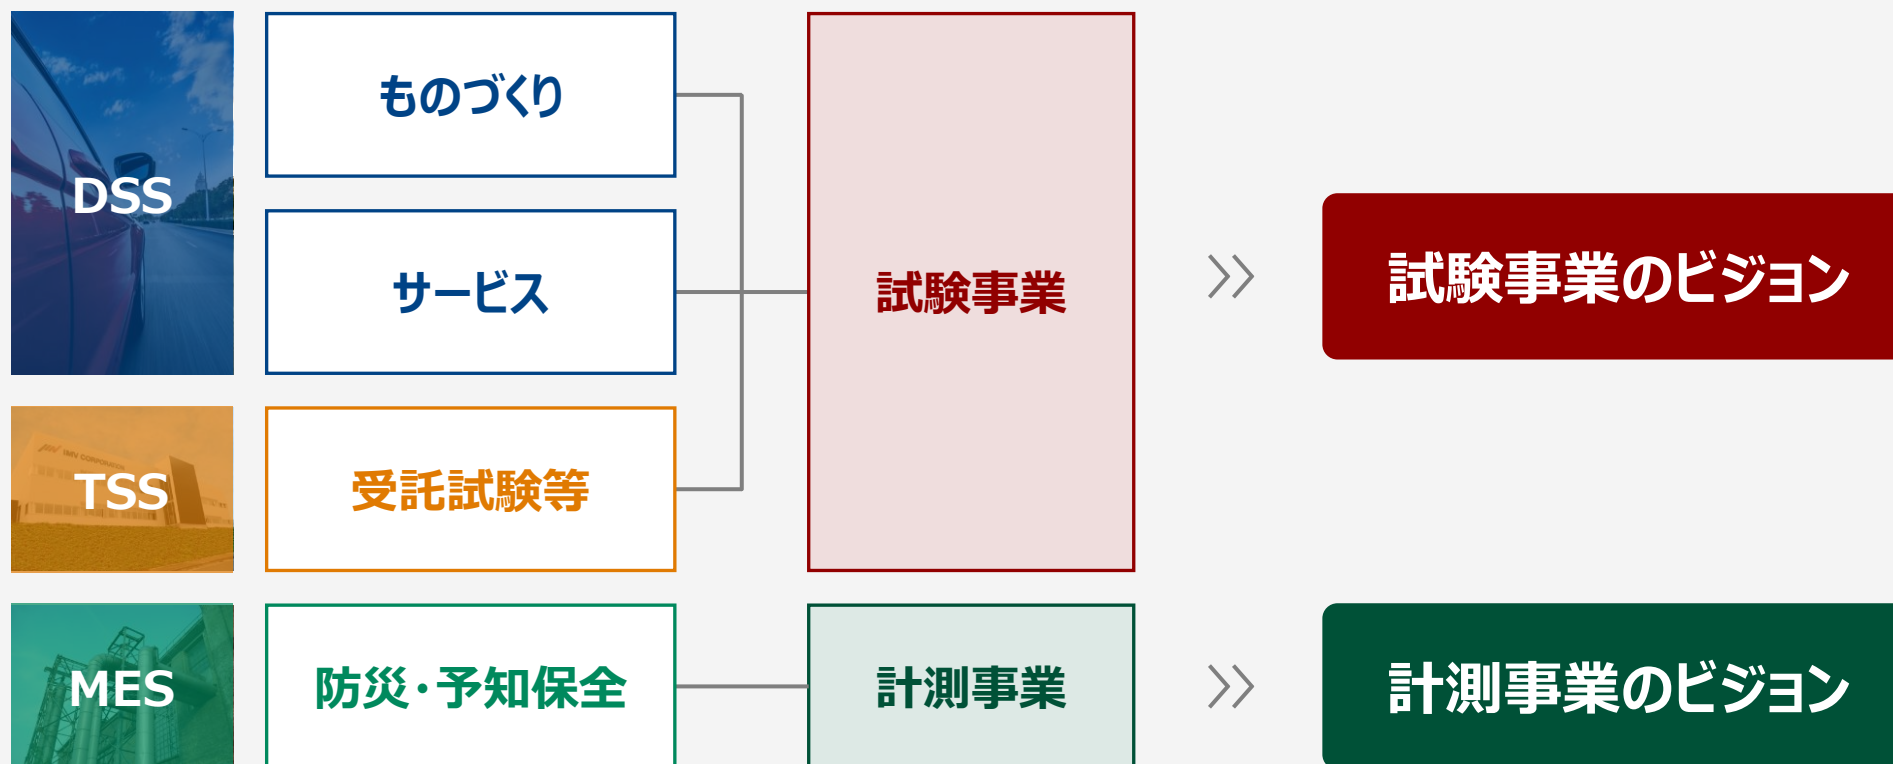 DSS
ものづくり
サービス
試験事業
試験事業のビジョン
TSS
IMV CORPORATION
受託試験等
MES
防災・予知保全
計測事業
計測事業のビジョン